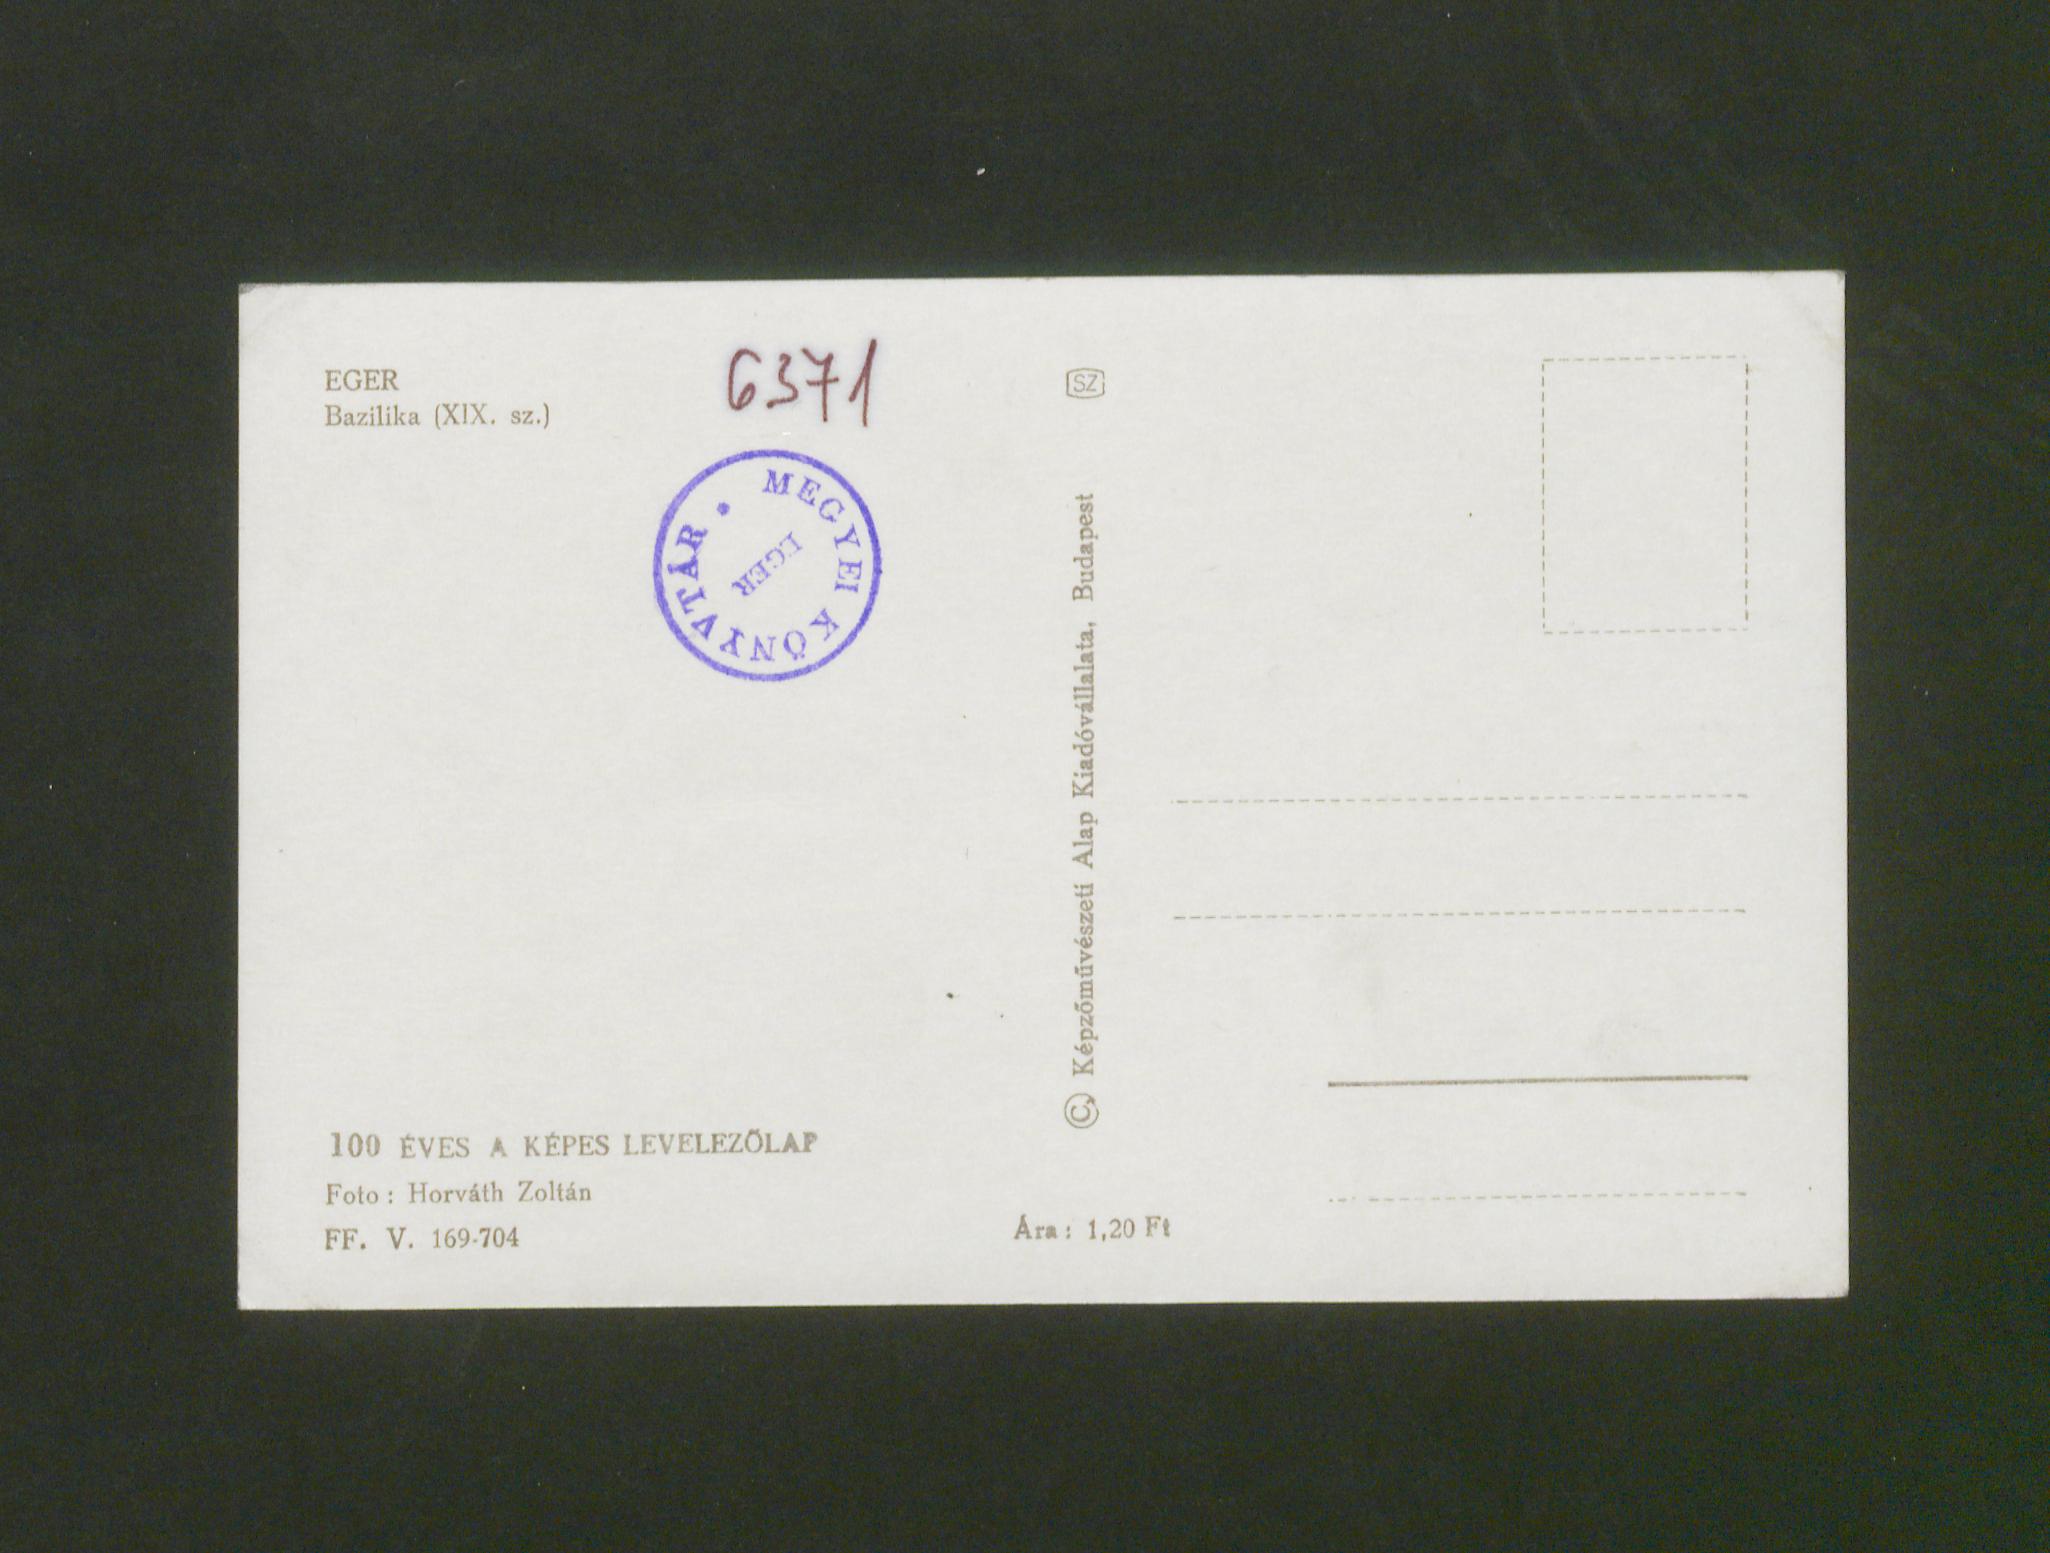 EGER
Bazilika (XIX. sz.)
6371
MEGYEI KÖNYVTÁR •
EGER
SZ
© Képzőművészeti Alap Kiadóvállalata, Budapest
100 ÉVES A KÉPES LEVELEZŐLAP
Foto: Horváth Zoltán
FF. V. 169-704
Ára: 1,20 Ft